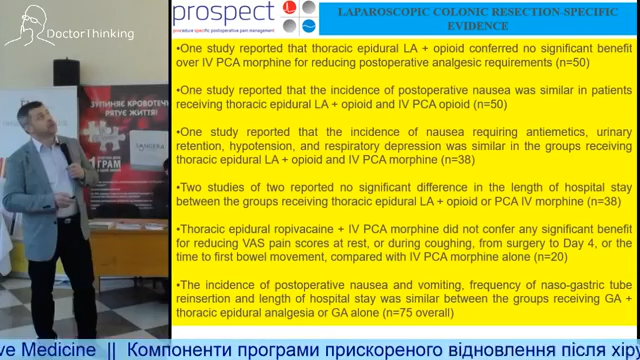 DoctorThinking
prospect
procedure specific postoperative pain management
LAPAROSCOPIC COLONIC RESECTION-SPECIFIC
EVIDENCE
•One study reported that thoracic epidural LA + opioid conferred no significant benefit
over IV PCA morphine for reducing postoperative analgesic requirements (n=50)
•One study reported that the incidence of postoperative nausea was similar in patients
receiving thoracic epidural LA + opioid and IV PCA opioid (n=50)
•One study reported that the incidence of nausea requiring antiemetics, urinary
retention, hypotension, and respiratory depression was similar in the groups receiving
thoracic epidural LA + opioid and IV PCA morphine (n=38)
•Two studies of two reported no significant difference in the length of hospital stay
between the groups receiving thoracic epidural LA + opioid or PCA IV morphine (n=38)
•Thoracic epidural ropivacaine + IV PCA morphine did not confer any significant benefit
for reducing VAS pain scores at rest, or during coughing, from surgery to Day 4, or the
time to first bowel movement, compared with IV PCA morphine alone (n=20)
•The incidence of postoperative nausea and vomiting, frequency of naso-gastric tube
reinsertion and length of hospital stay was similar between the groups receiving GA +
thoracic epidural analgesia or GA alone (n=75 overall)
ЗУПИНЯЄ КРОВОТЕЧУ
РЯТУЄ ЖИТТЯ!
1 ГРАМ
SANGERA
ve Medicine || Компоненти програми прискореного відновлення після хіру